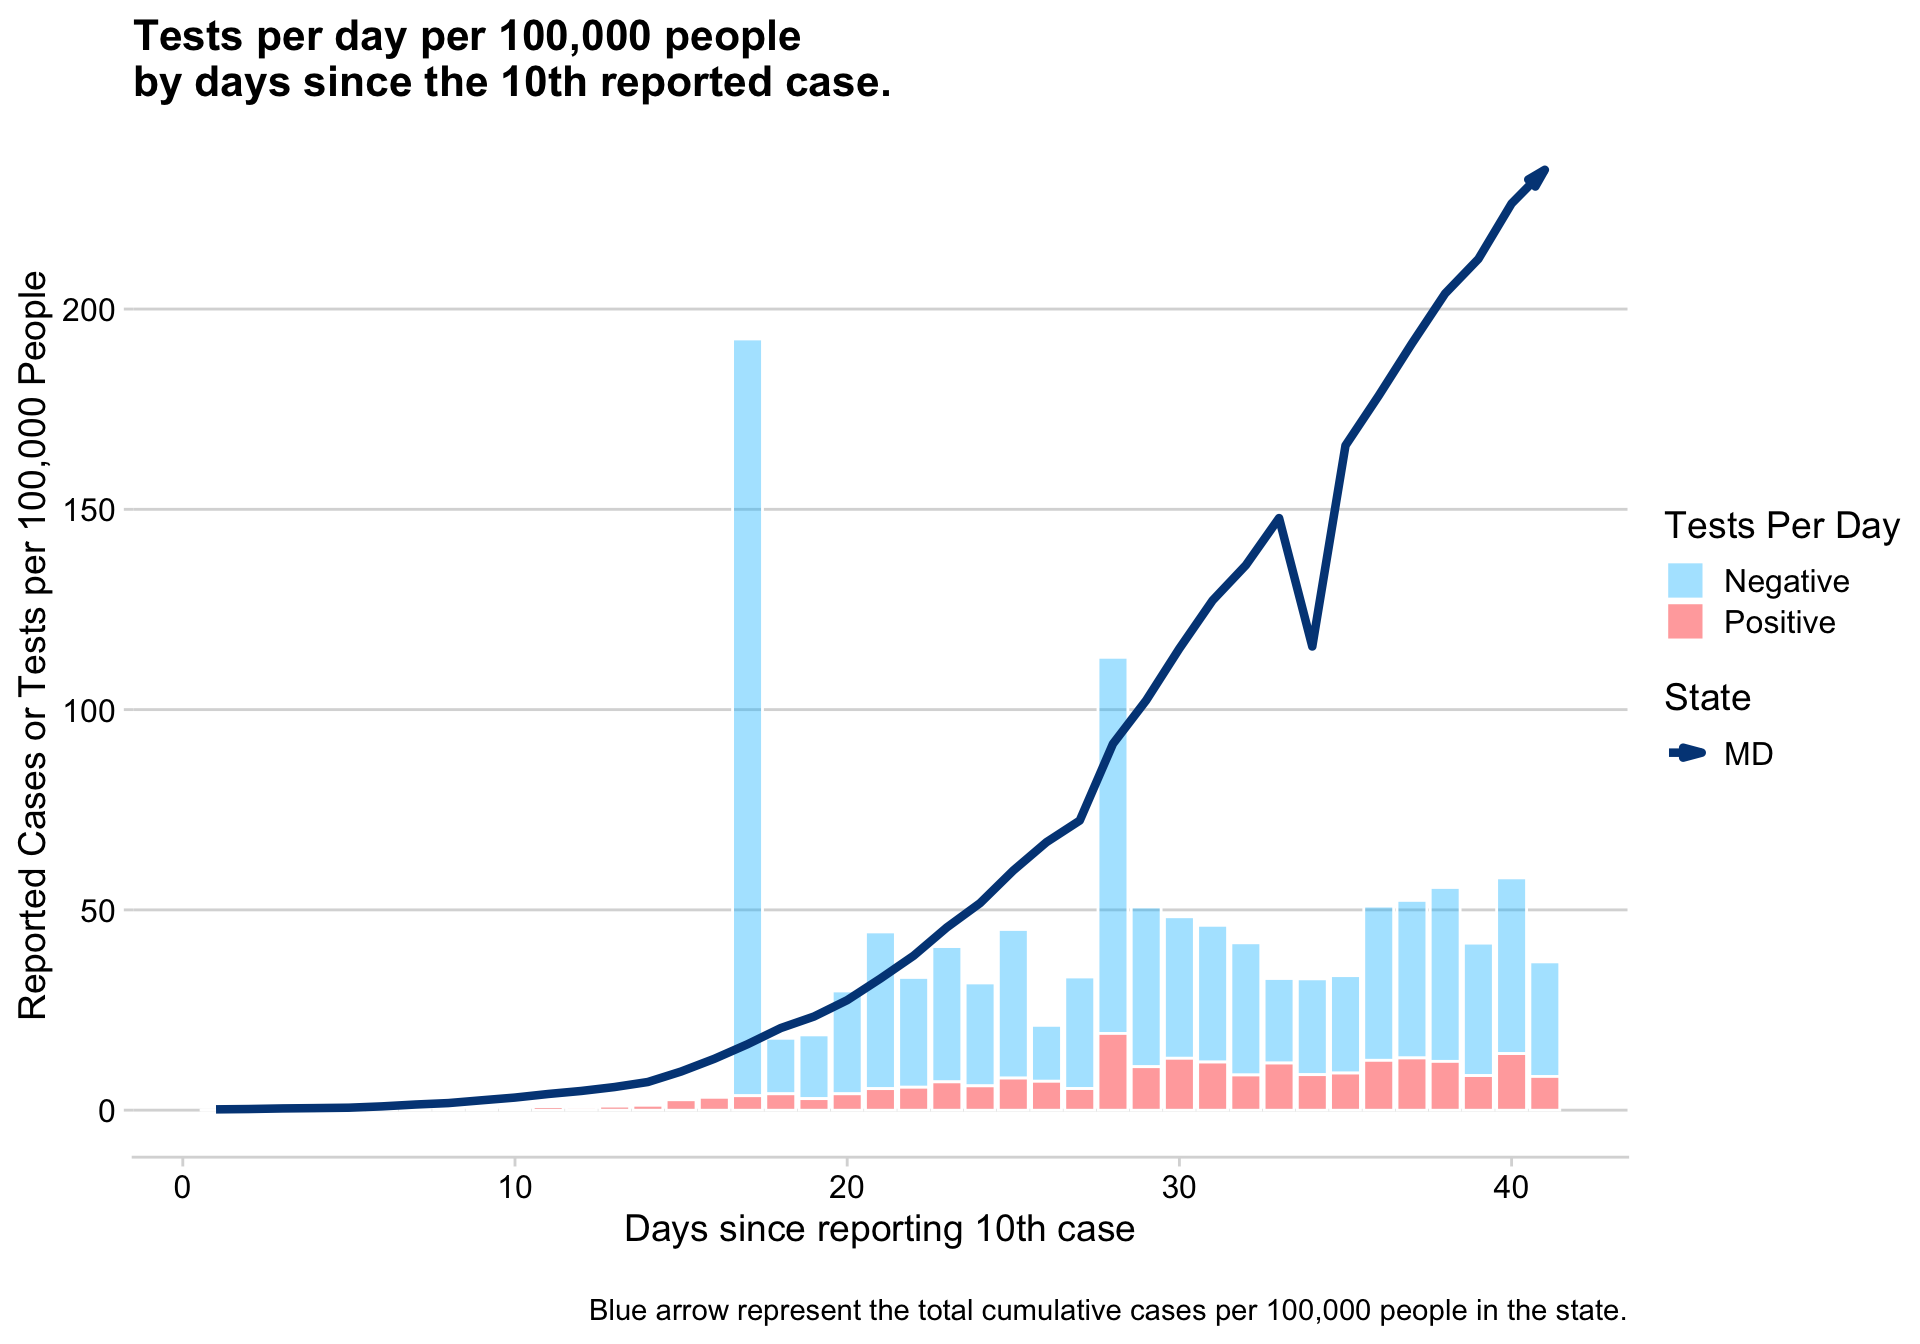 Tests per day per 100,000 people
by days since the 10th reported case.
Reported Cases or Tests per 100,000 People
200
150
100
50
0
0
10
20
30
40
Days since reporting 10th case
Tests Per Day
Negative
Positive
State
MD
Blue arrow represent the total cumulative cases per 100,000 people in the state.